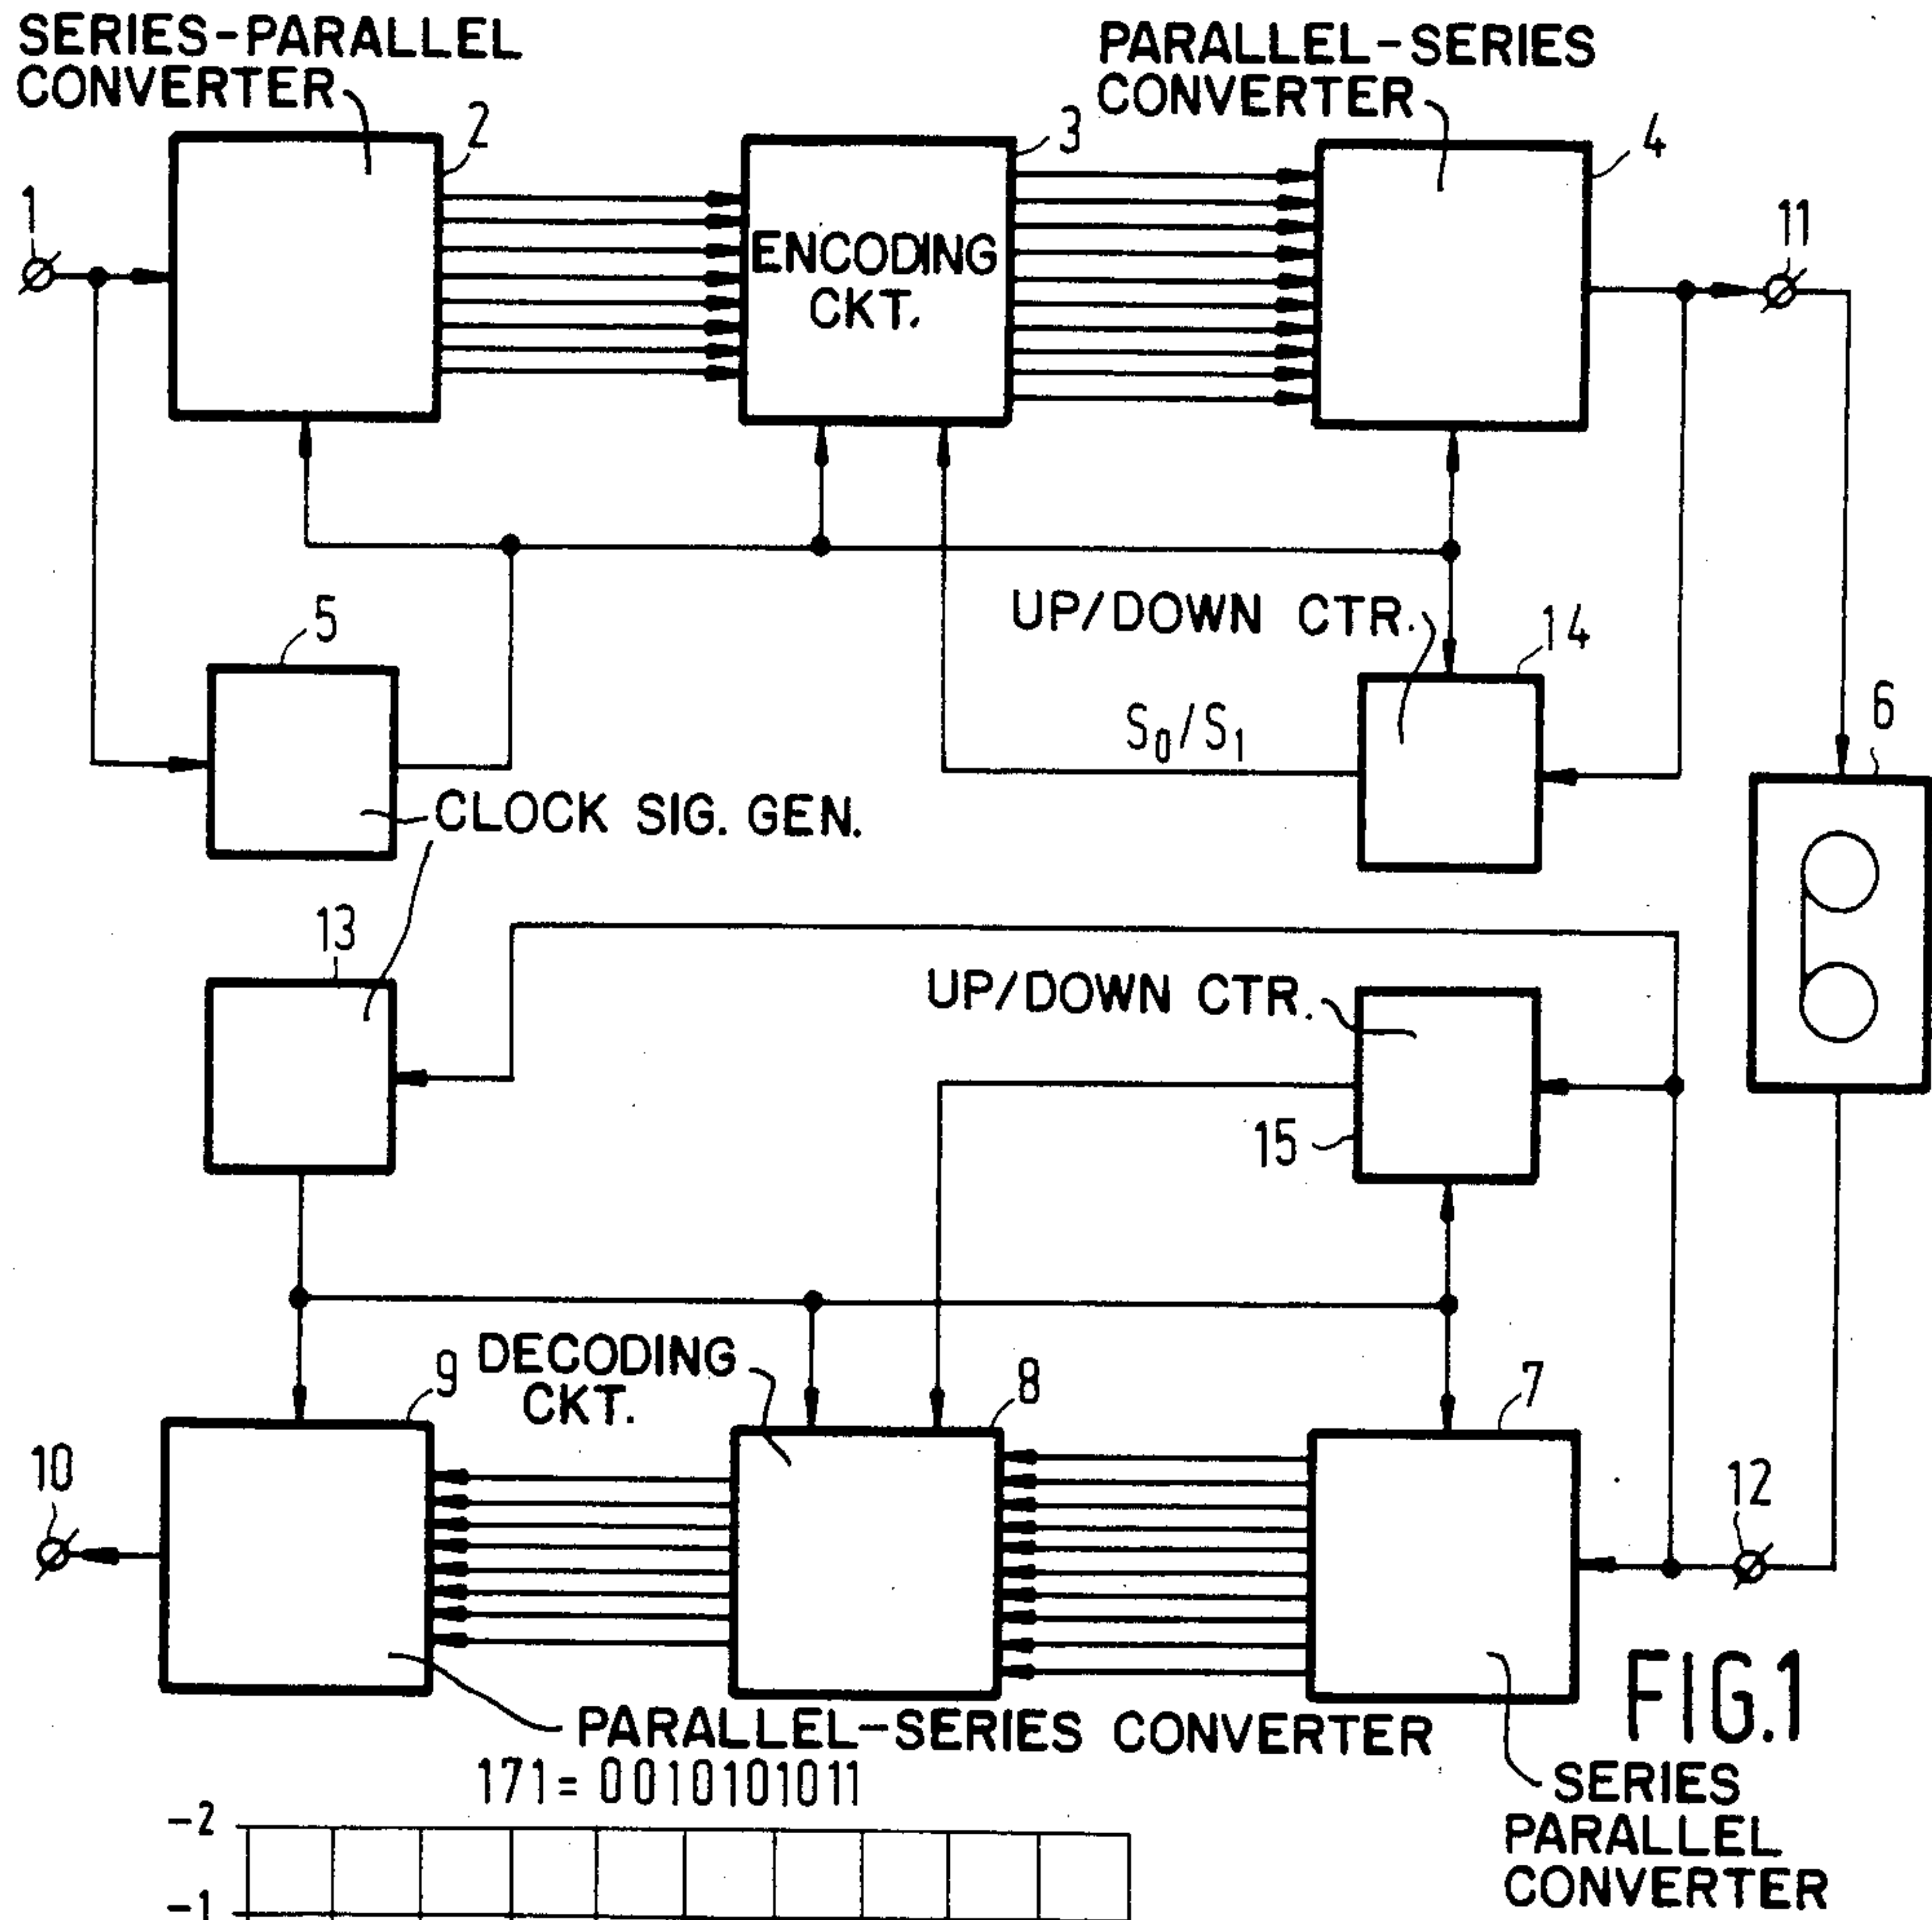 SERIES-PARALLEL
CONVERTER
PARALLEL-SERIES
CONVERTER
2
3
4
1
11
ENCODING
CKT.
UP/DOWN CTR.
14
5
S0/S1
6
CLOCK SIG. GEN.
13
UP/DOWN CTR.
15
DECODING
CKT.
9
8
7
10
12
FIG.1
PARALLEL-SERIES CONVERTER
171 = 0010101011
SERIES
PARALLEL
CONVERTER
-2
-1